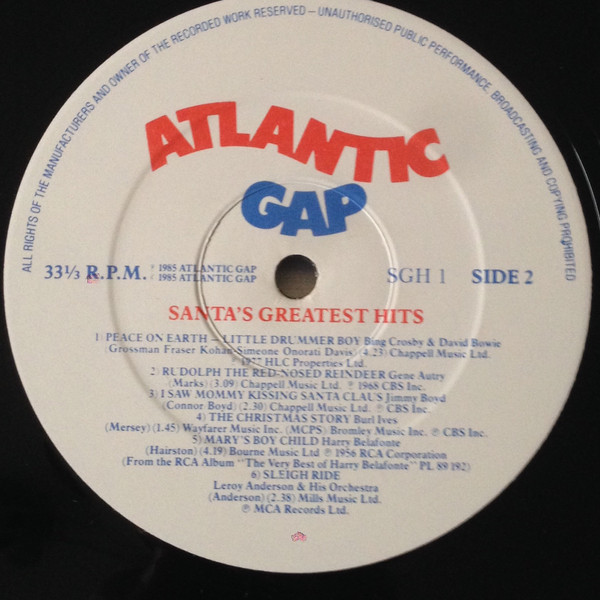 ALL RIGHTS OF THE MANUFACTURERS AND OWNER OF THE RECORDED WORK RESERVED – UNAUTHORISED PUBLIC PERFORMANCE, BROADCASTING AND COPYING PROHIBITED
ATLANTIC
GAP
33⅓ R.P.M. ℗ 1985 ATLANTIC GAP
1985 ATLANTIC GAP
SGH 1 SIDE 2
SANTA'S GREATEST HITS
1) PEACE ON EARTH – LITTLE DRUMMER BOY Bing Crosby & David Bowie
(Grossman Fraser Kohan Simeone Onorati Davis) (4.23) Chappell Music Ltd.
HLC Properties Ltd.
2) RUDOLPH THE RED-NOSED REINDEER Gene Autry
(Marks) (3.09) Chappell Music Ltd. ℗ 1968 CBS Inc.
3) I SAW MOMMY KISSING SANTA CLAUS Jimmy Boyd
(Connor Boyd) (2.30) Chappell Music Ltd. ℗ CBS Inc.
4) THE CHRISTMAS STORY Burl Ives
(Mersey) (1.45) Wayfarer Music Inc. (MCPS) Bromley Music Inc. ℗ CBS Inc.
5) MARY'S BOY CHILD Harry Belafonte
(Hairston) (4.19) Bourne Music Ltd ℗ 1956 RCA Corporation
(From the RCA Album "The Very Best of Harry Belafonte" PL 89 192)
6) SLEIGH RIDE
Leroy Anderson & His Orchestra
(Anderson) (2.38) Mills Music Ltd.
℗ MCA Records Ltd.